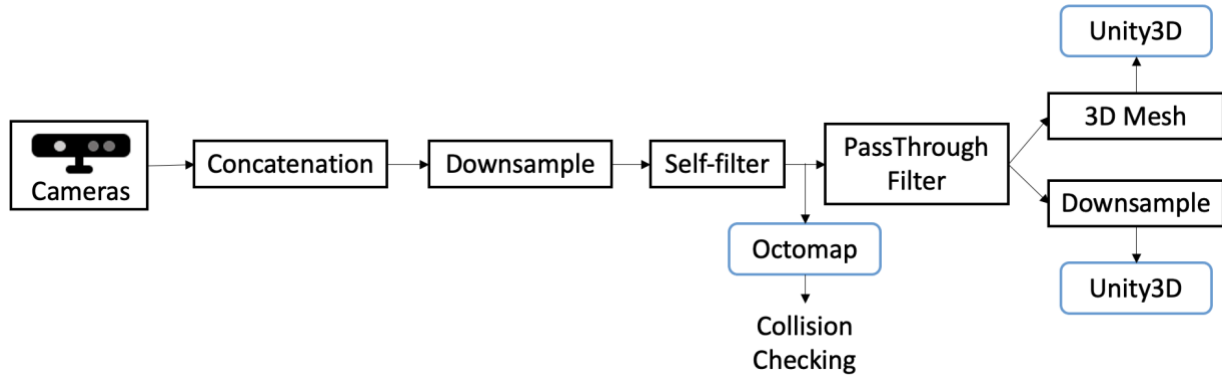 Unity3D
3D Mesh
Cameras
Concatenation
Downsample
Self-filter
PassThrough
Filter
Downsample
Octomap
Unity3D
Collision
Checking